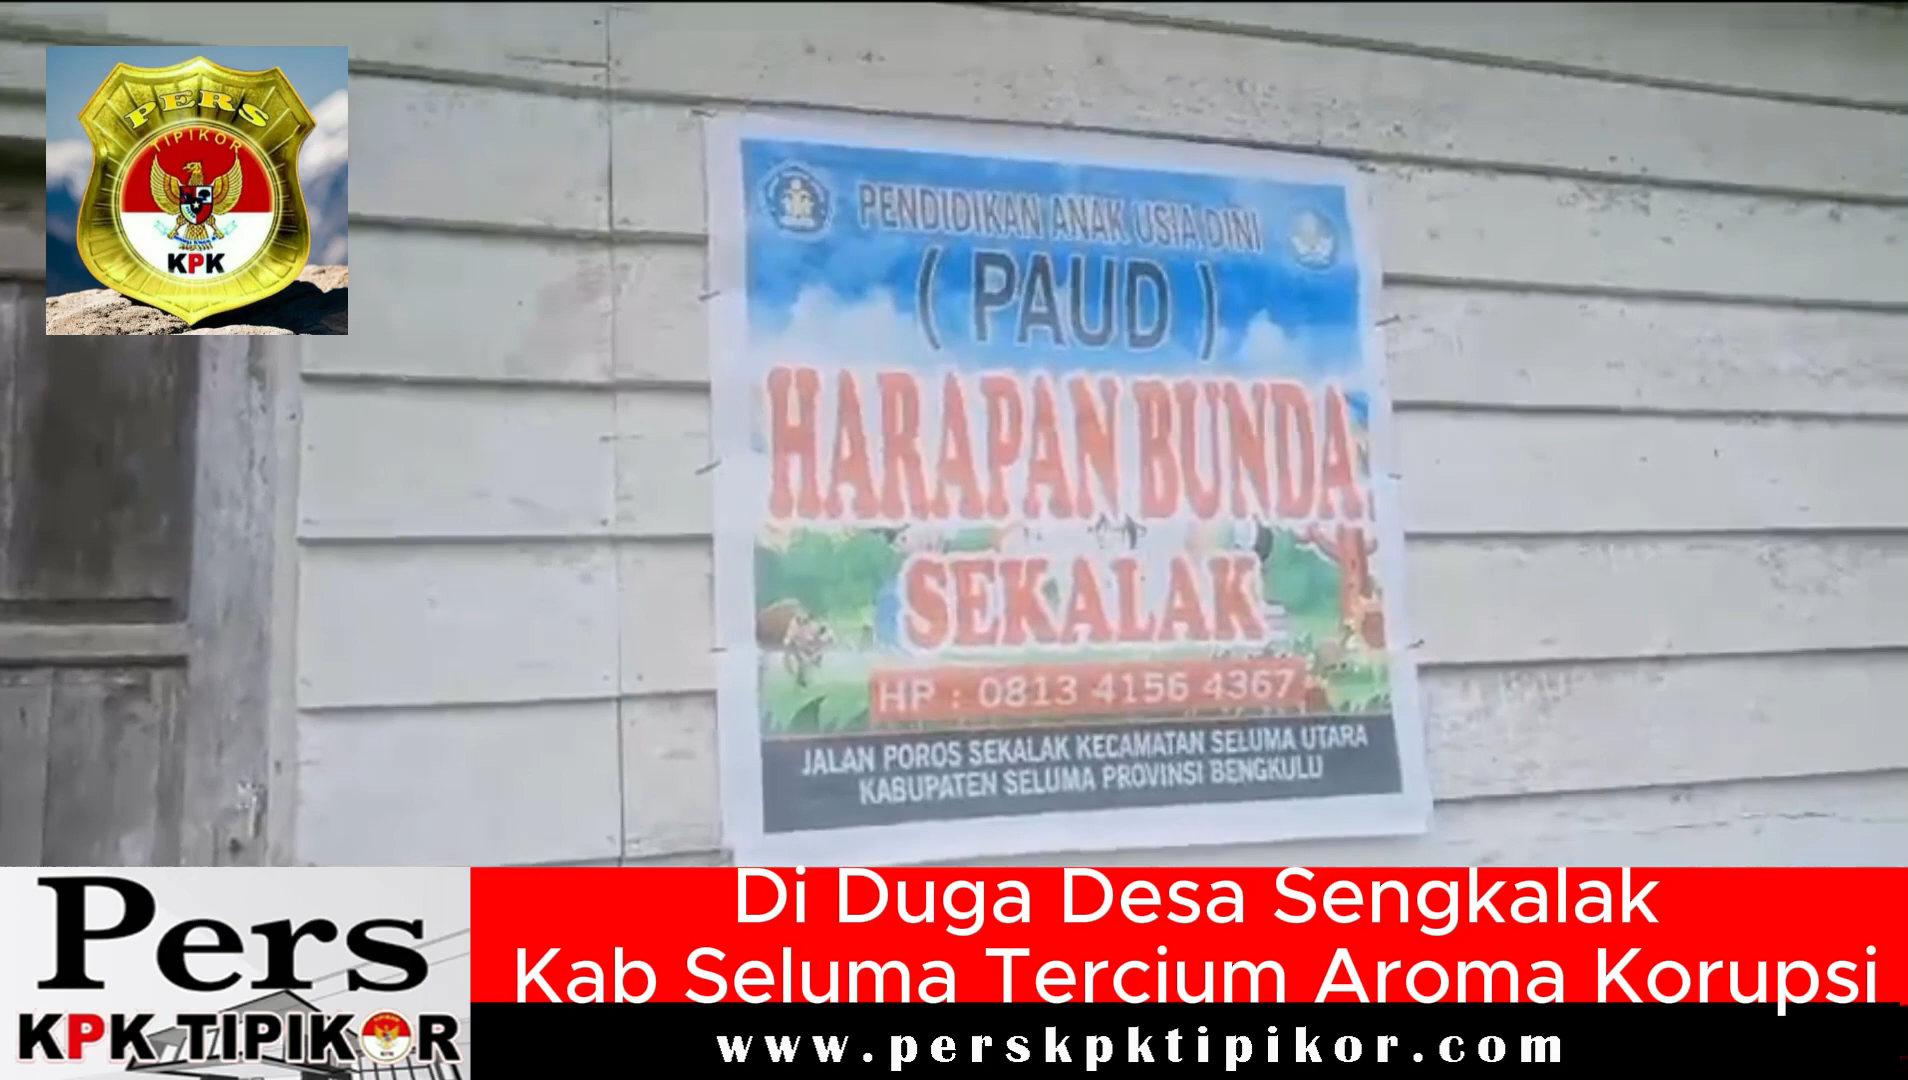 PERS
TIPIKOR
KPK
PENDIDIKAN ANAK USIA DINI
( PAUD )
HARAPAN BUNDA
SEKALAK
HP : 0813 4156 4367
JALAN POROS SEKALAK KECAMATAN SELUMA UTARA
KABUPATEN SELUMA PROVINSI BENGKULU
Di Duga Desa Sengkalak
Kab Seluma Tercium Aroma Korupsi
Pers
KPK TIPIKOR
www.perskpktipikor.com